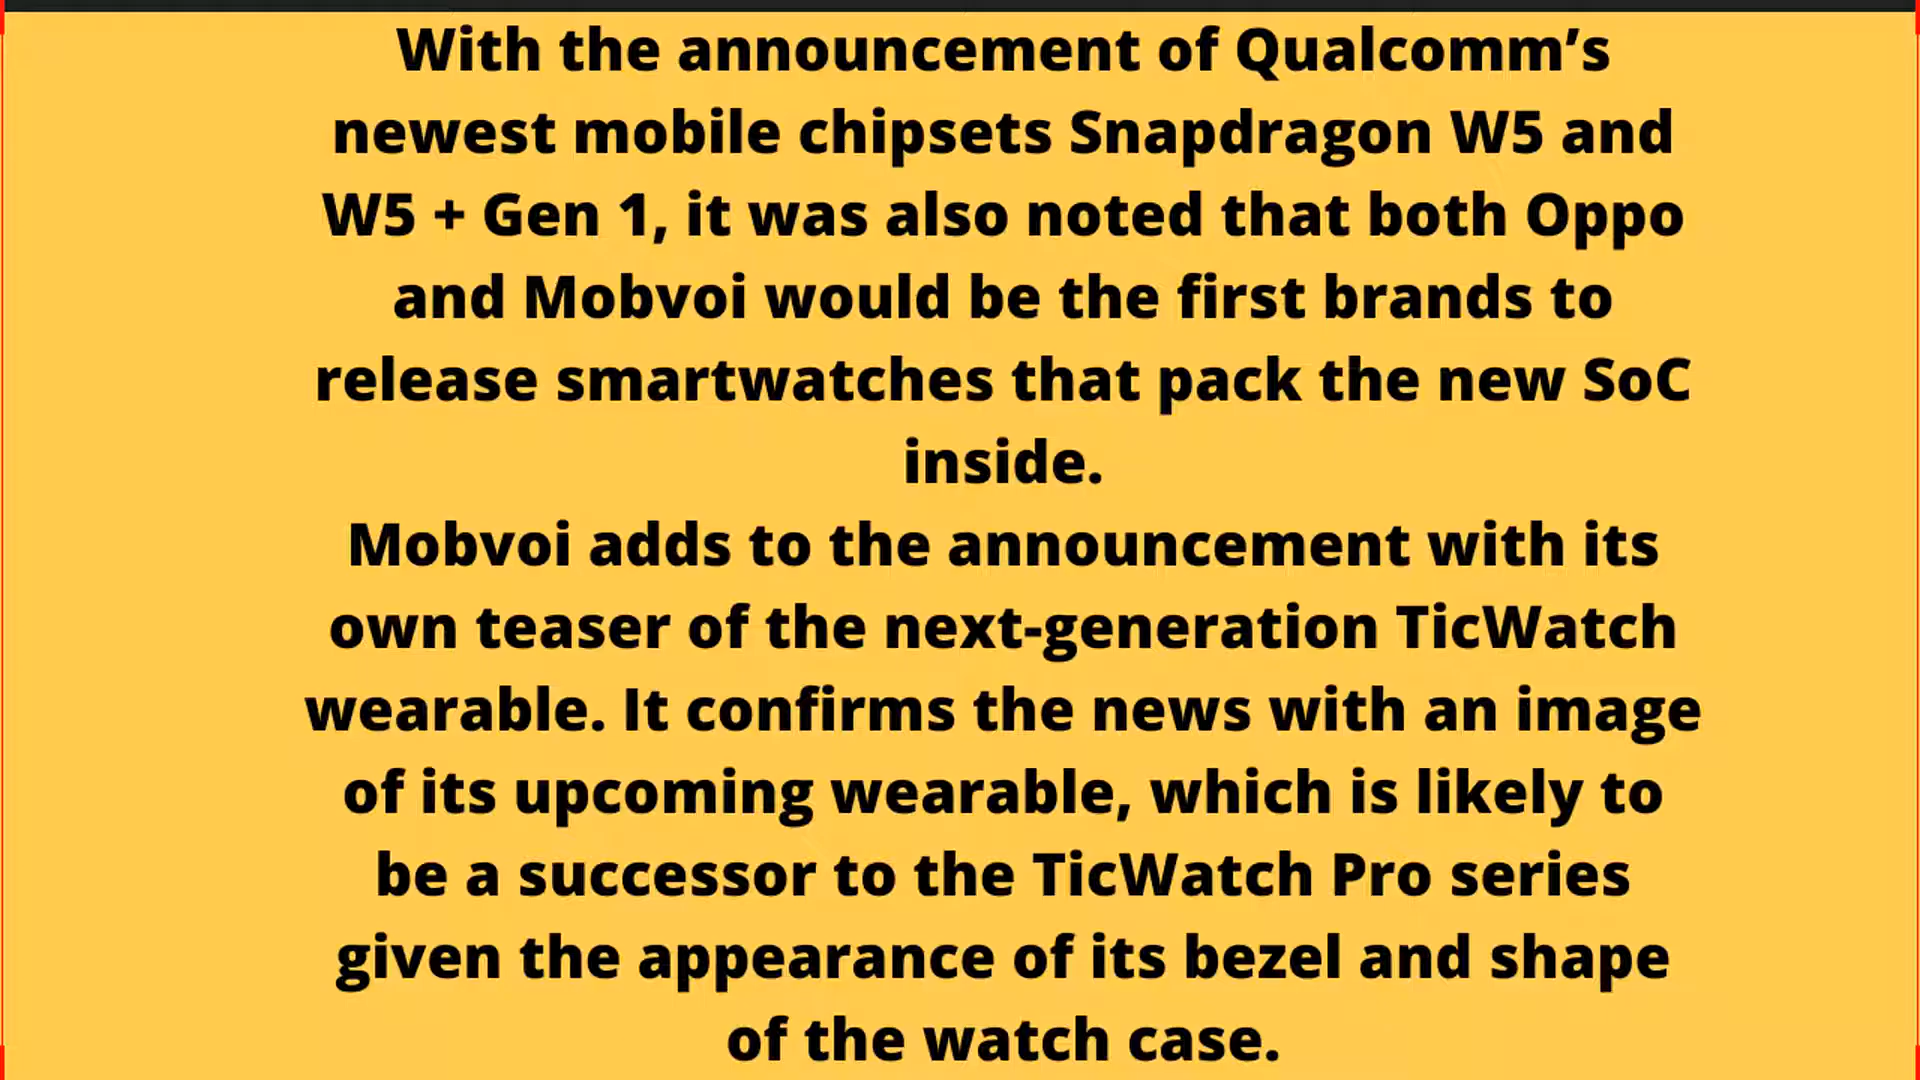 With the announcement of Qualcomm’s
newest mobile chipsets Snapdragon W5 and
W5 + Gen 1, it was also noted that both Oppo
and Mobvoi would be the first brands to
release smartwatches that pack the new SoC
inside.
Mobvoi adds to the announcement with its
own teaser of the next-generation TicWatch
wearable. It confirms the news with an image
of its upcoming wearable, which is likely to
be a successor to the TicWatch Pro series
given the appearance of its bezel and shape
of the watch case.